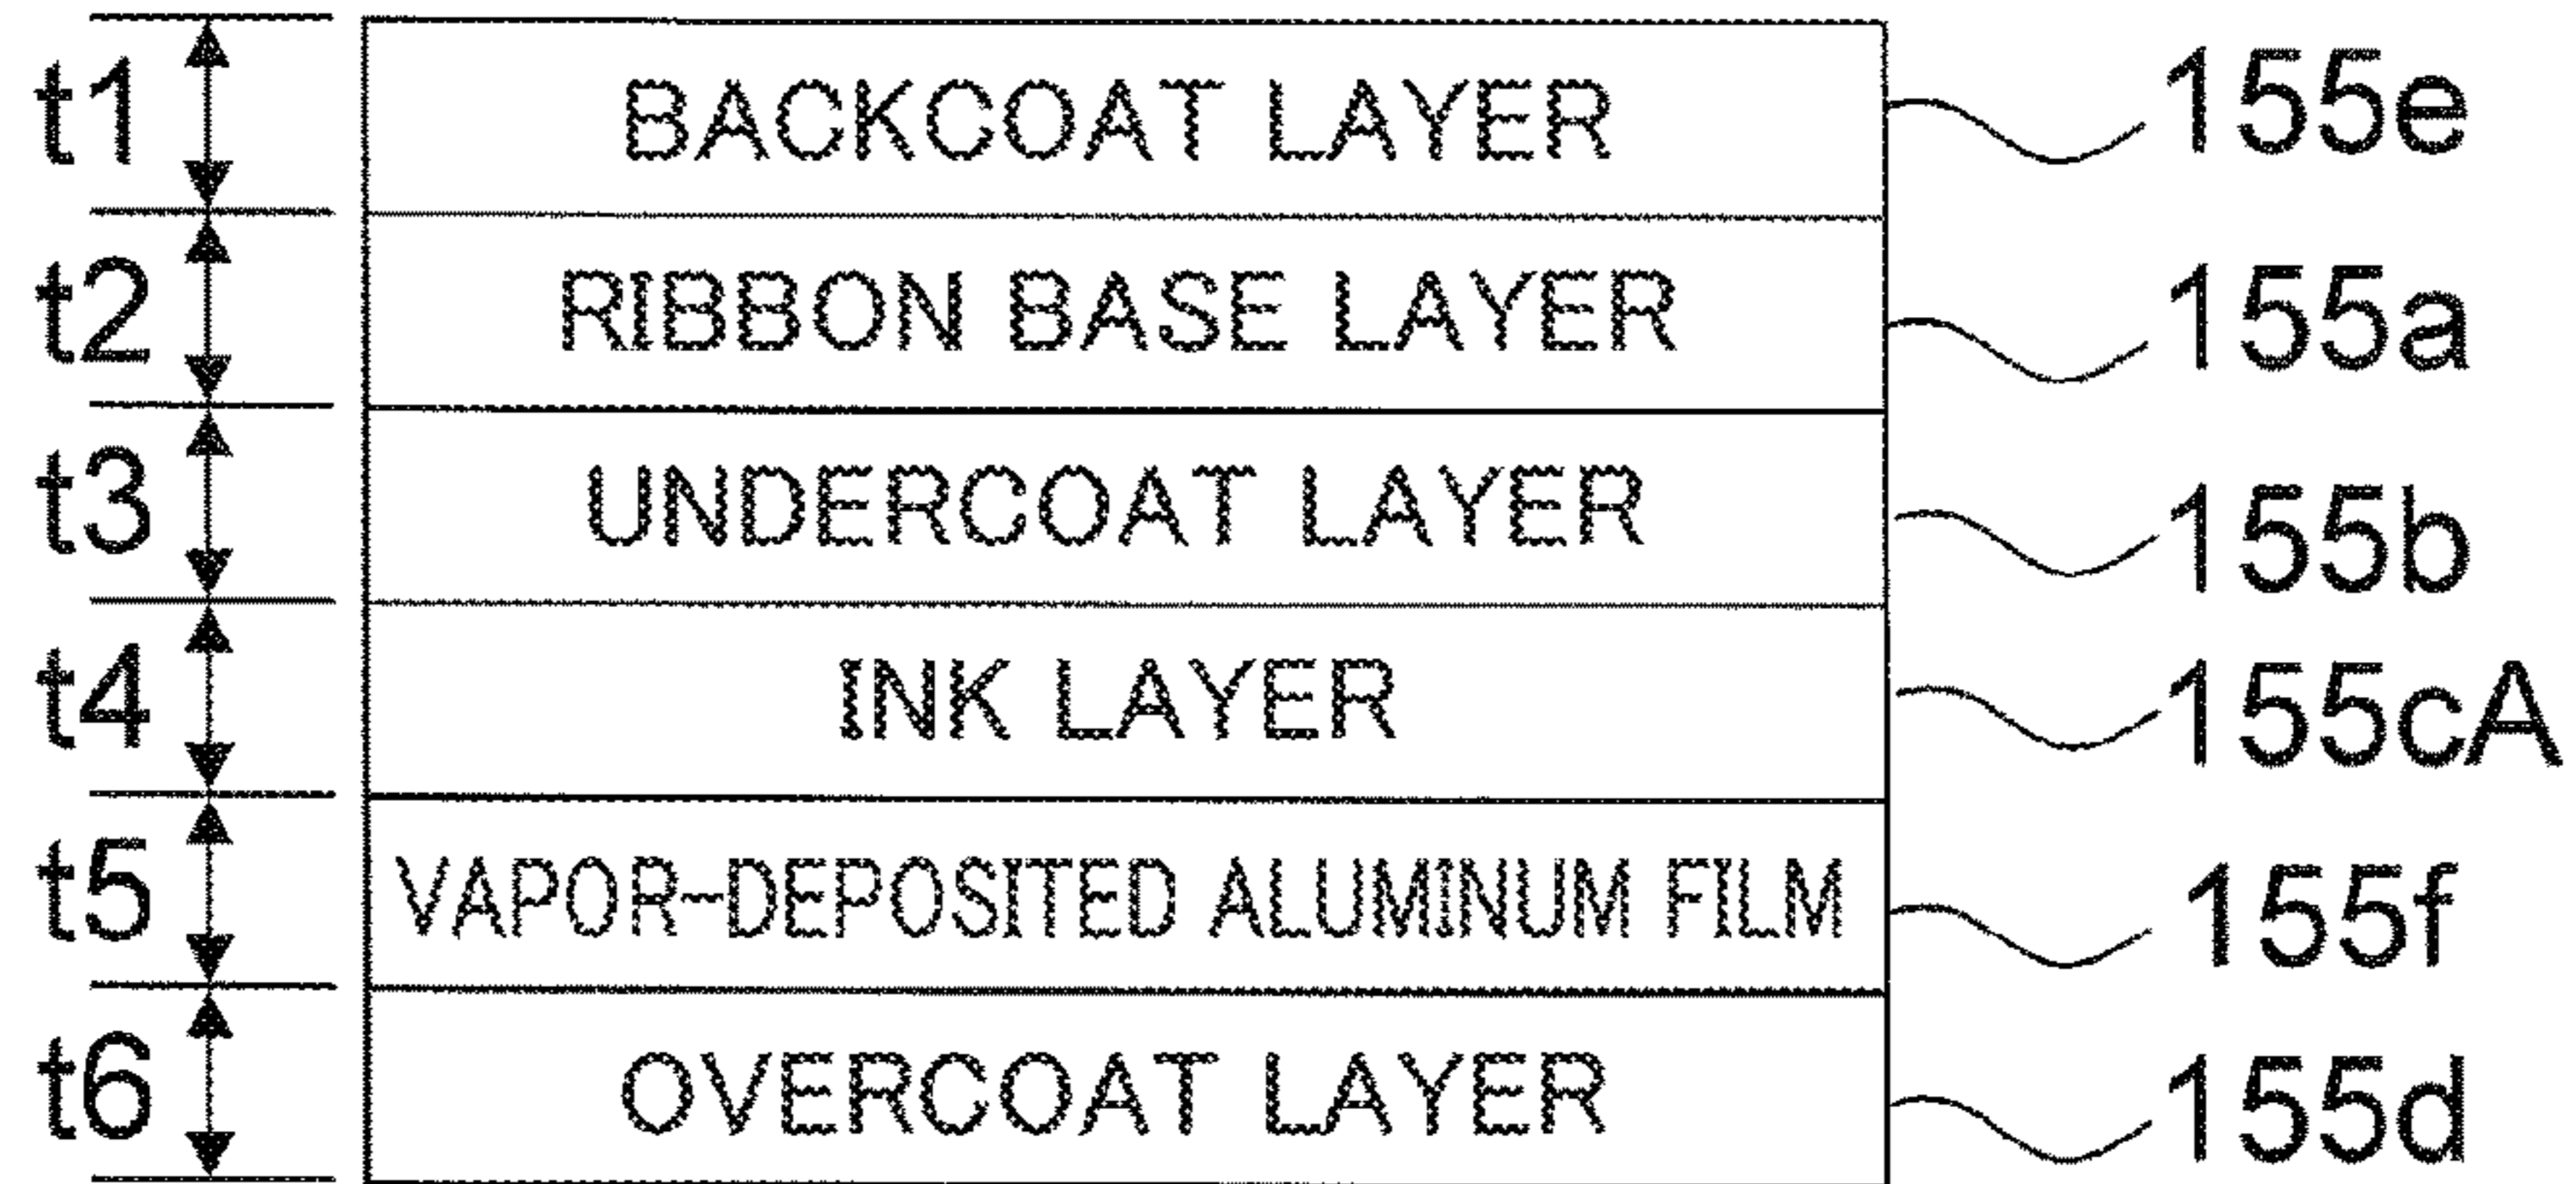 t1 BACKCOAT LAYER 155e
t2 RIBBON BASE LAYER 155a
t3 UNDERCOAT LAYER 155b
t4 INK LAYER 155cA
t5 VAPOR-DEPOSITED ALUMINUM FILM 155f
t6 OVERCOAT LAYER 155d